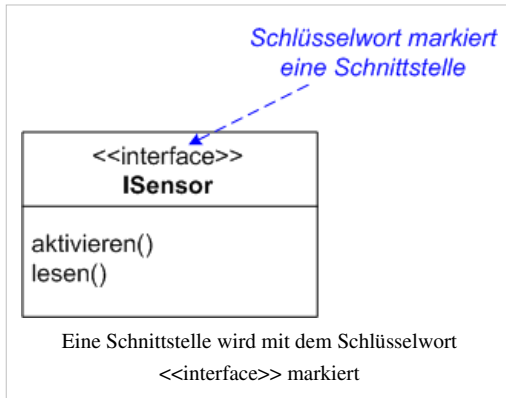 Schlüsselwort markiert
eine Schnittstelle
<<interface>>
ISensor
aktivieren()
lesen()
Eine Schnittstelle wird mit dem Schlüsselwort
<<interface>> markiert